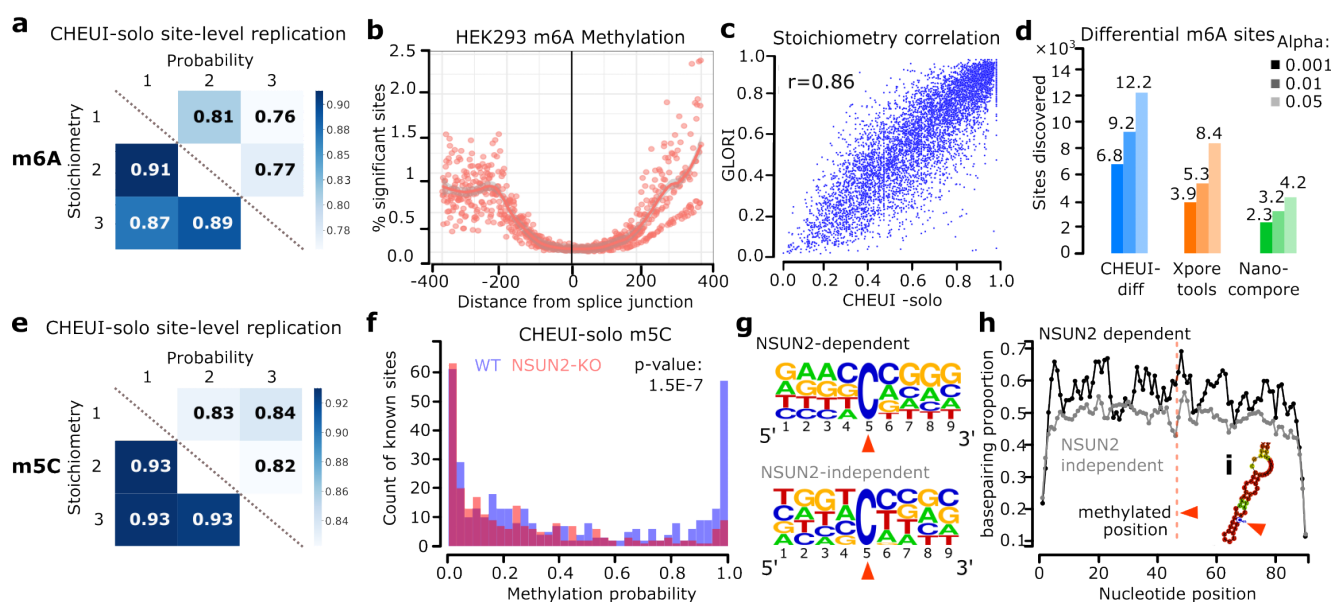 a
CHEUI-solo site-level replication
Probability
1 2 3
m6A
Stoichiometry
1 0.81 0.76
2 0.91 0.77
3 0.87 0.89
0.90
0.88
0.85
0.83
0.80
0.78
b
HEK293 m6A Methylation
% significant sites
2.5
2.0
1.5
1
0.5
0.0
-400 -200 0 200 400
Distance from splice junction
c
Stoichiometry correlation
r=0.86
GLORI
1.0
0.8
0.6
0.4
0.2
0.0
0.0 0.2 0.4 0.6 0.8 1.0
CHEUI -solo
d
Differential m6A sites
×10³
Alpha:
0.001
0.01
0.05
Sites discovered
14
12
10
8
6
4
2
0
6.8 9.2 12.2
3.9 5.3 8.4
2.3 3.2 4.2
CHEUI-diff
Xpore tools
Nano-compore
e
CHEUI-solo site-level replication
Probability
1 2 3
m5C
Stoichiometry
1 0.83 0.84
2 0.93 0.82
3 0.93 0.93
0.92
0.90
0.88
0.86
0.84
f
CHEUI-solo m5C
WT NSUN2-KO
p-value:
1.5E-7
Count of known sites
60
50
40
30
20
10
0
0.0 0.2 0.4 0.6 0.8 1.0
Methylation probability
g
NSUN2-dependent
GAACCCGGG
5' 1 2 3 4 5 6 7 8 9 3'
NSUN2-independent
TGGTCCCGC
5' 1 2 3 4 5 6 7 8 9 3'
h
NSUN2 dependent
basepairing proportion
0.7
0.6
0.5
0.4
0.3
0.2
0.1
NSUN2
independent
i
methylated
position
0 20 40 60 80
Nucleotide position